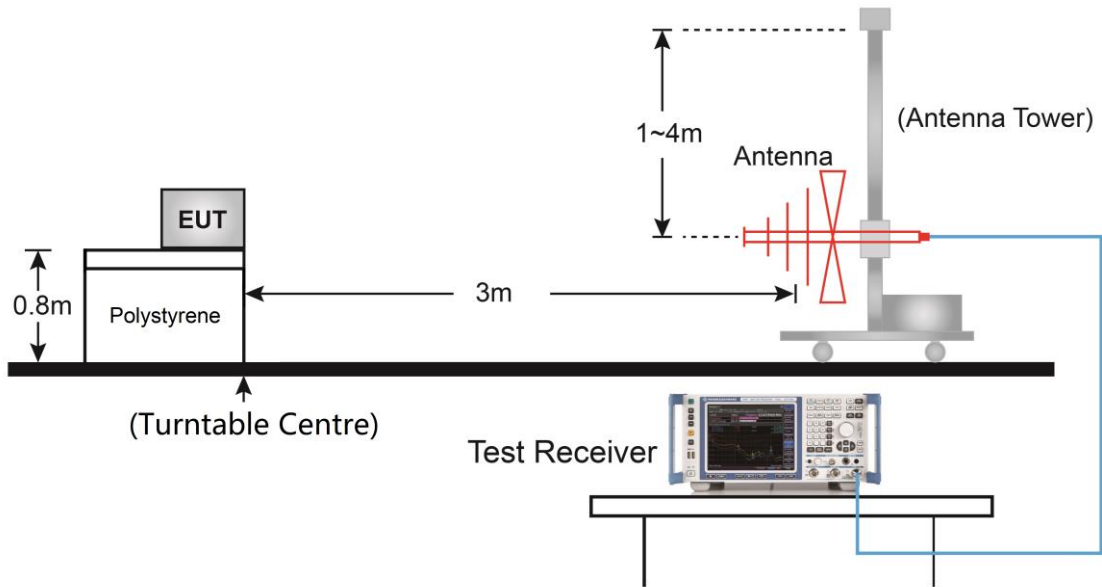 (Antenna Tower)
1~4m
Antenna
EUT
3m
0.8m
Polystyrene
(Turntable Centre)
Test Receiver